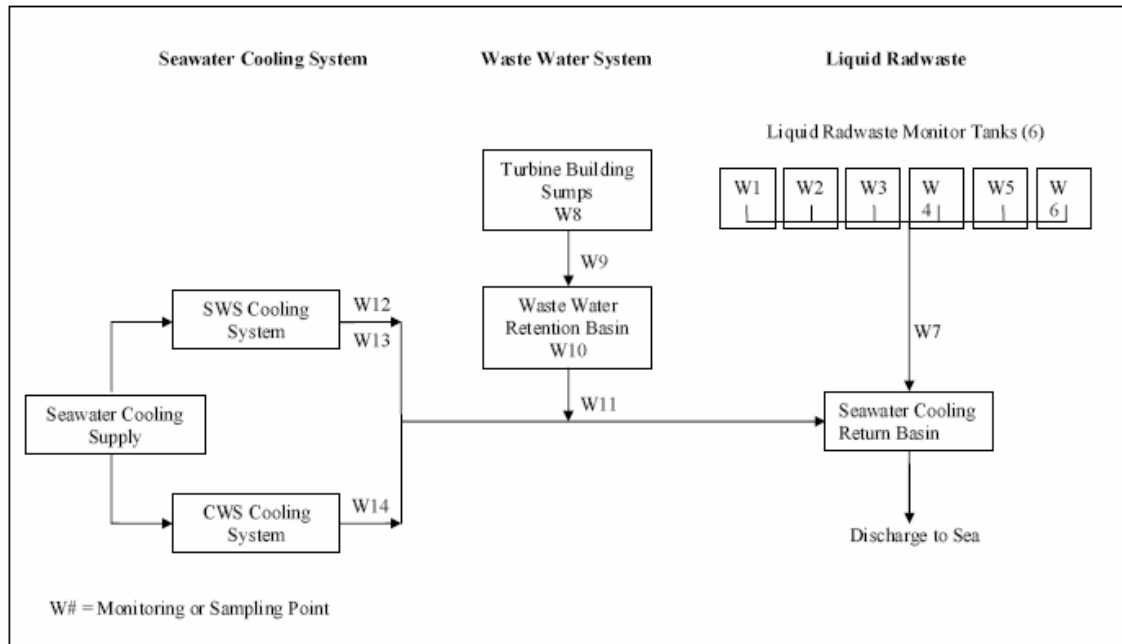 Seawater Cooling System
Waste Water System
Liquid Radwaste
Liquid Radwaste Monitor Tanks (6)
W1
W2
W3
W
4
W5
W
6
Turbine Building
Sumps
W8
W9
SWS Cooling
System
W12
W13
Waste Water
Retention Basin
W10
W7
W11
Seawater Cooling
Supply
Seawater Cooling
Return Basin
CWS Cooling
System
W14
Discharge to Sea
W# = Monitoring or Sampling Point